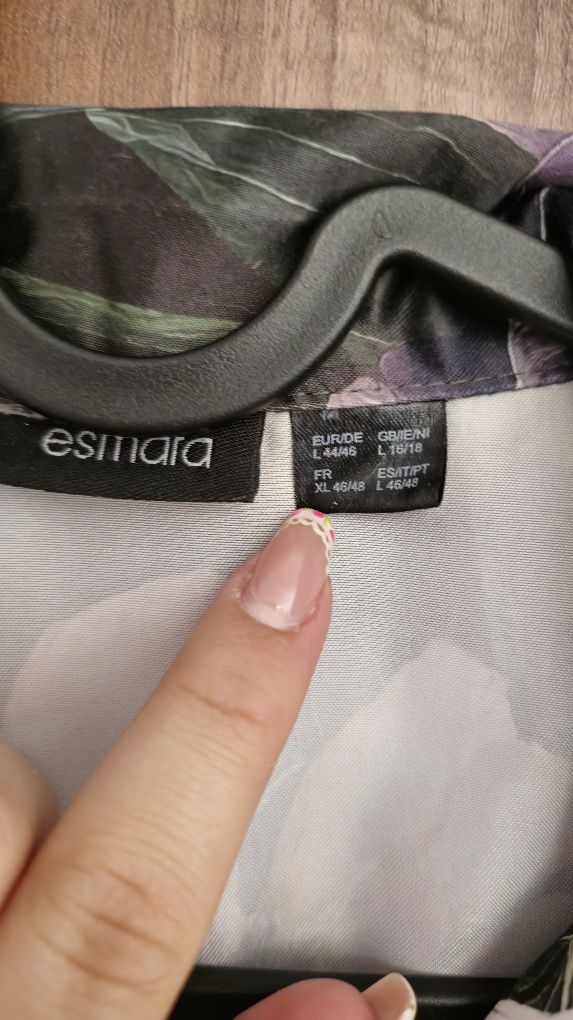 esmara
EUR/DE GB/IE/NI
L 44/46 L 16/18
FR ES/IT/PT
XL 46/48 L 46/48